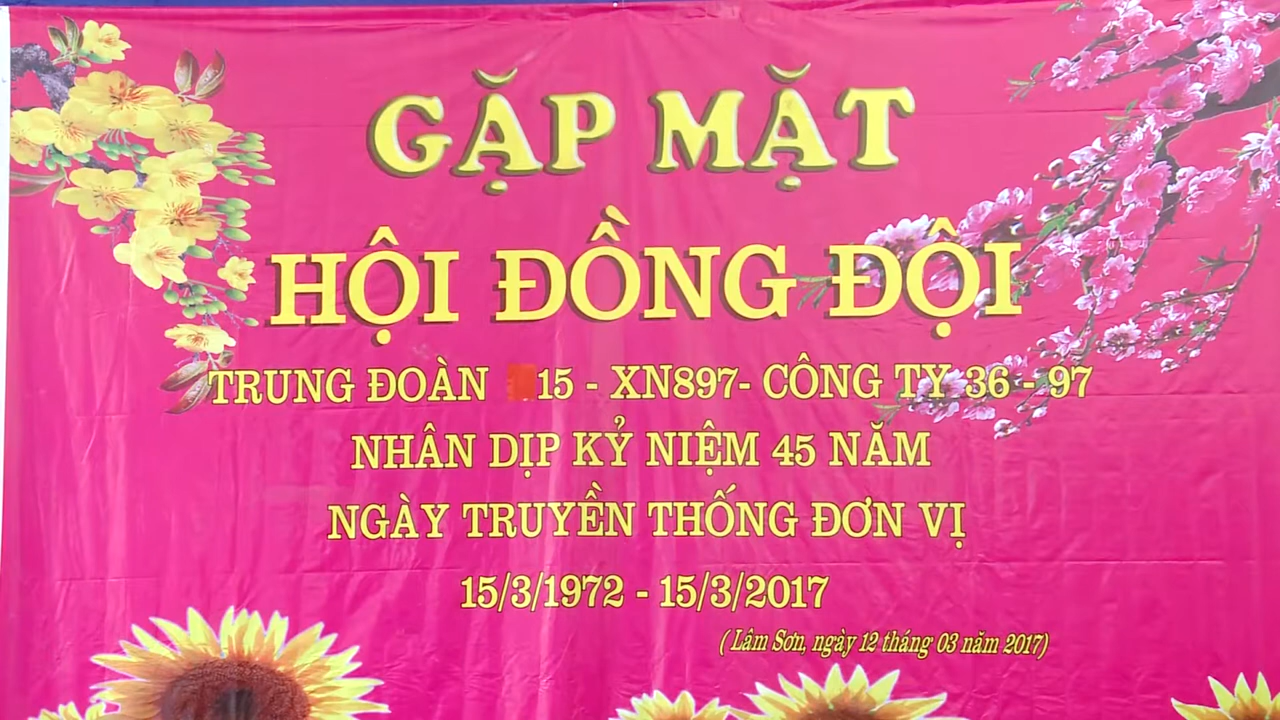 GẶP MẶT
HỘI ĐỒNG ĐỘI
TRUNG ĐOÀN 15 - XN897- CÔNG TY 36 - 97
NHÂN DỊP KỶ NIỆM 45 NĂM
NGÀY TRUYỀN THỐNG ĐƠN VỊ
15/3/1972 - 15/3/2017
( Lâm Sơn, ngày 12 tháng 03 năm 2017)